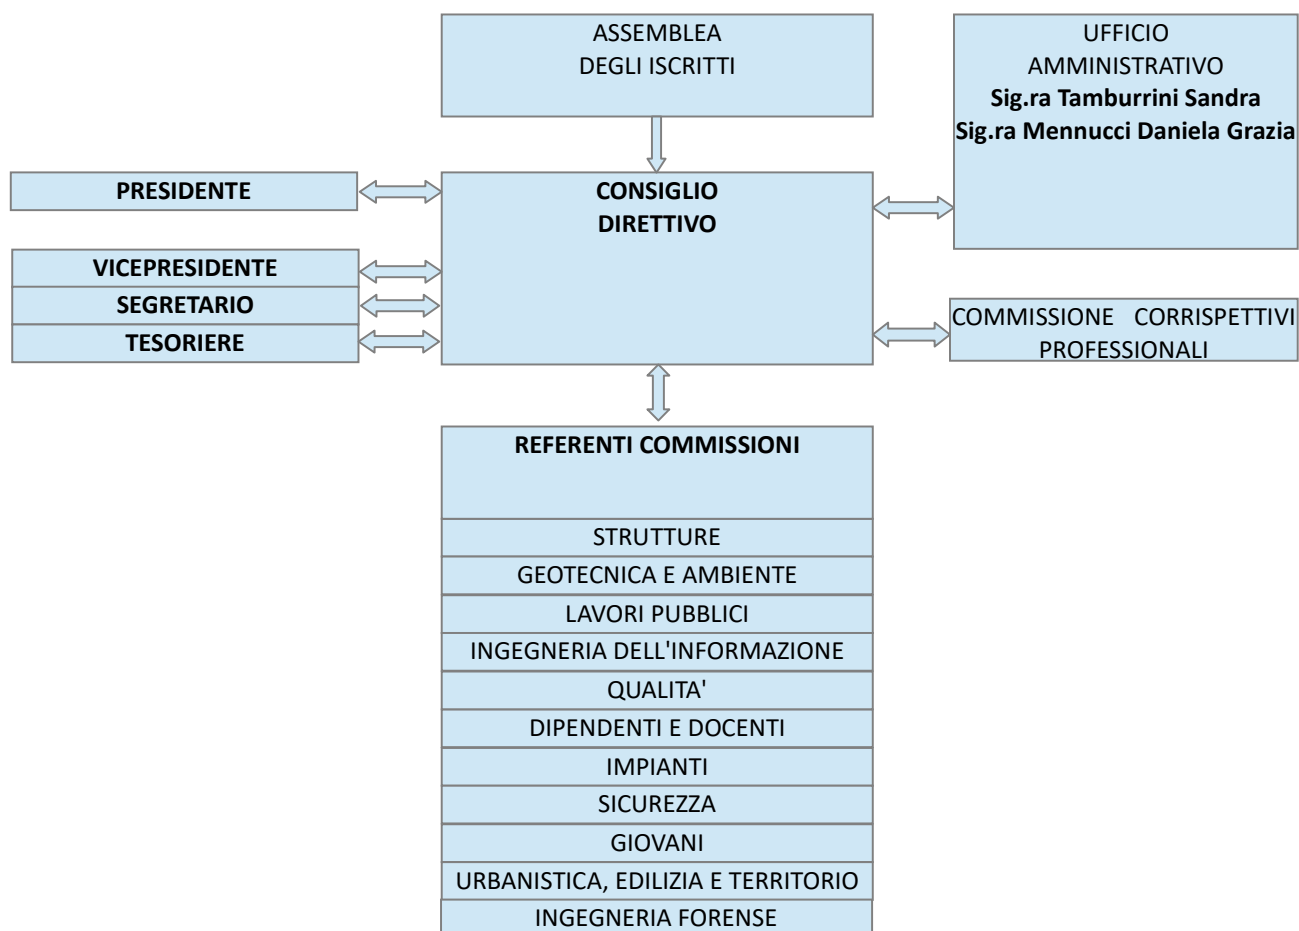 ASSEMBLEA
DEGLI ISCRITTI
UFFICIO
AMMINISTRATIVO
Sig.ra Tamburrini Sandra
Sig.ra Mennucci Daniela Grazia
PRESIDENTE
CONSIGLIO
DIRETTIVO
VICEPRESIDENTE
SEGRETARIO
TESORIERE
COMMISSIONE CORRISPETTIVI
PROFESSIONALI
REFERENTI COMMISSIONI
STRUTTURE
GEOTECNICA E AMBIENTE
LAVORI PUBBLICI
INGEGNERIA DELL'INFORMAZIONE
QUALITA'
DIPENDENTI E DOCENTI
IMPIANTI
SICUREZZA
GIOVANI
URBANISTICA, EDILIZIA E TERRITORIO
INGEGNERIA FORENSE